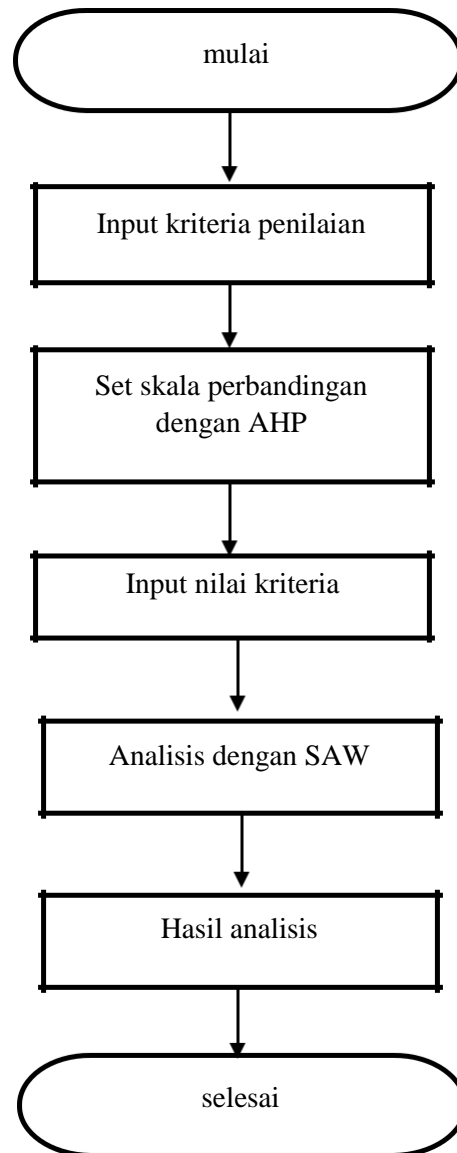 mulai
Input kriteria penilaian
Set skala perbandingan
dengan AHP
Input nilai kriteria
Analisis dengan SAW
Hasil analisis
selesai